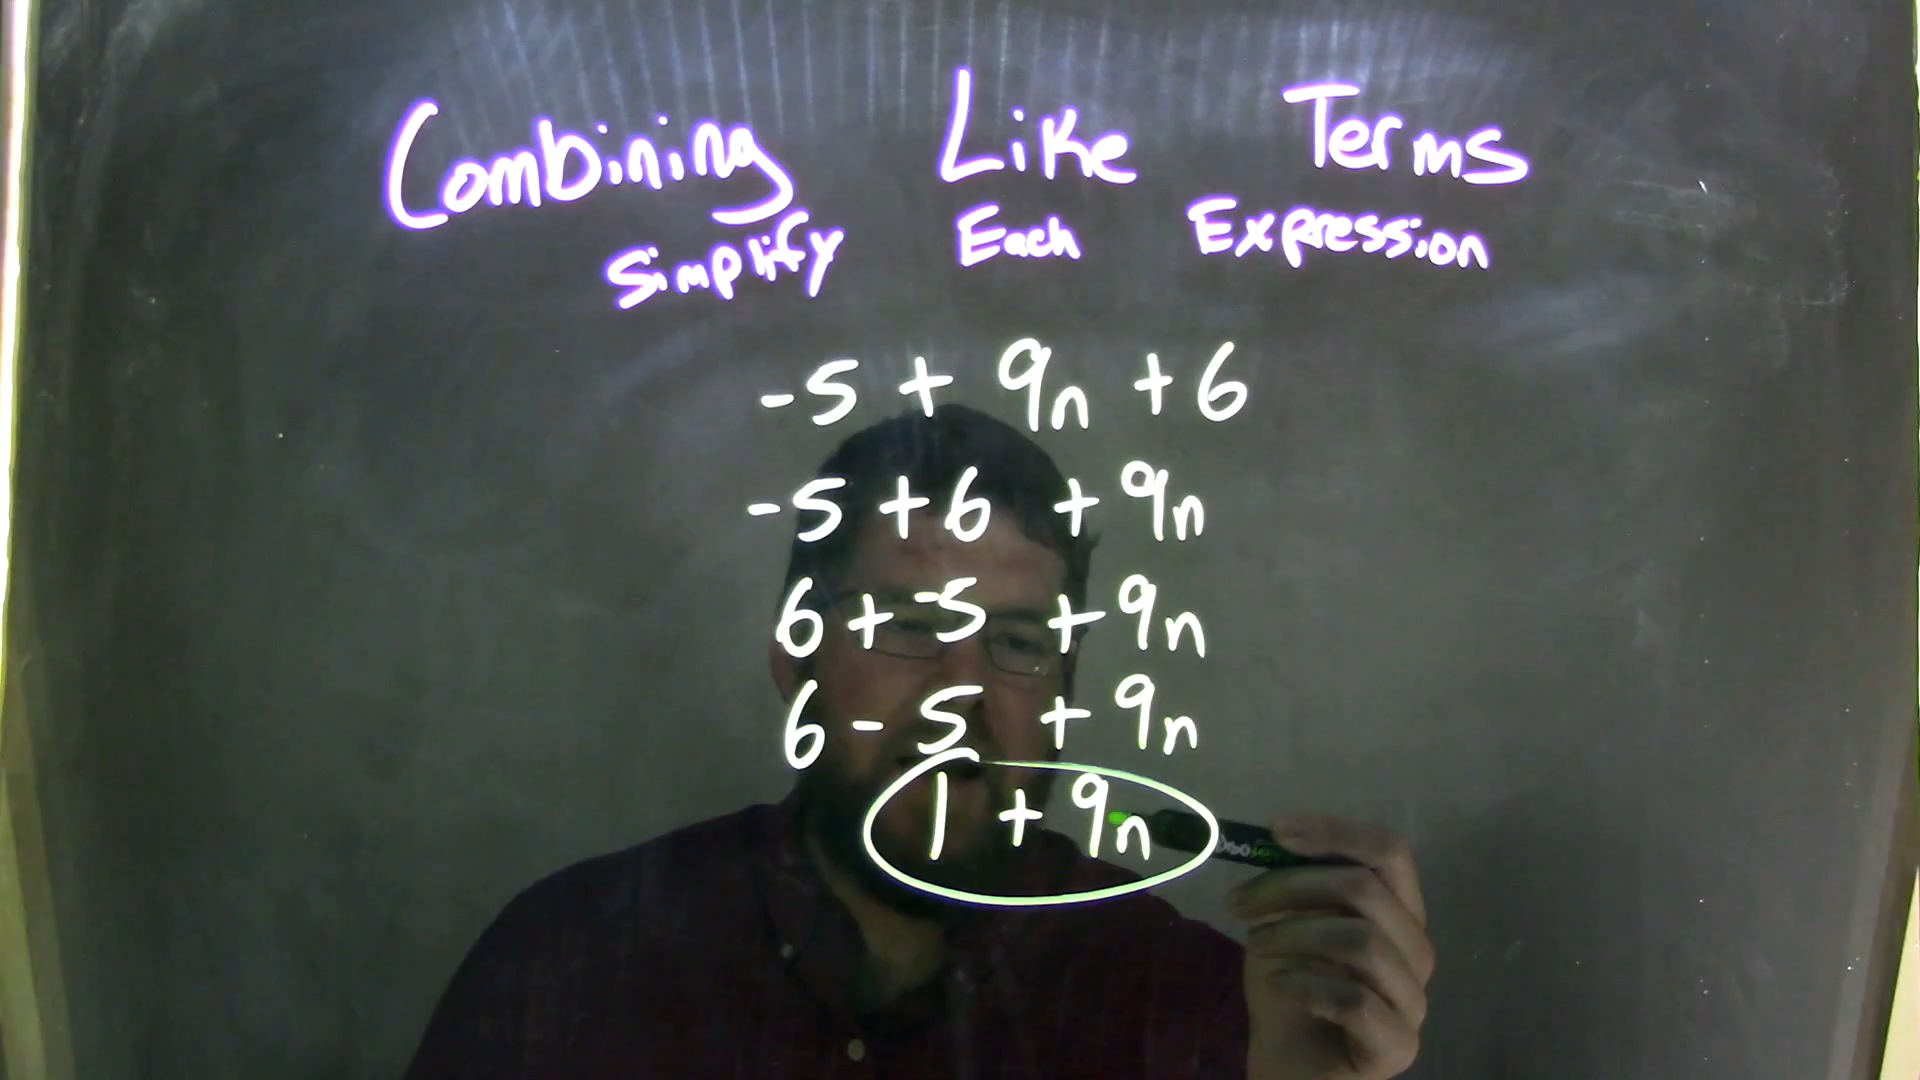 Combining Like Terms
Simplify Each Expression
-5 + 9n + 6
-5 + 6 + 9n
6 + -5 + 9n
6 - 5 + 9n
1 + 9n